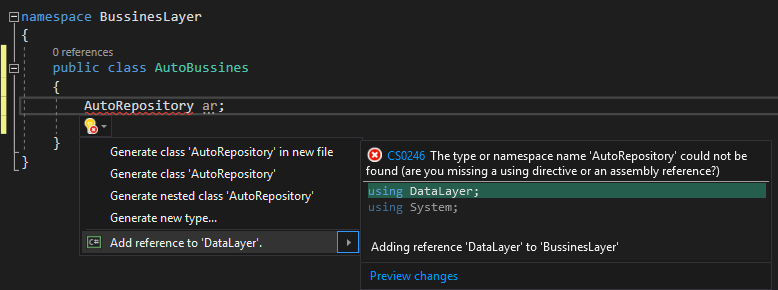 namespace BussinesLayer
{
0 references
public class AutoBussines
{
AutoRepository ar;
}
}
Generate class 'AutoRepository' in new file
Generate class 'AutoRepository'
Generate nested class 'AutoRepository'
Generate new type...
C# Add reference to 'DataLayer'.
CS0246 The type or namespace name 'AutoRepository' could not be
found (are you missing a using directive or an assembly reference?)
using DataLayer;
using System;
Adding reference 'DataLayer' to 'BussinesLayer'
Preview changes